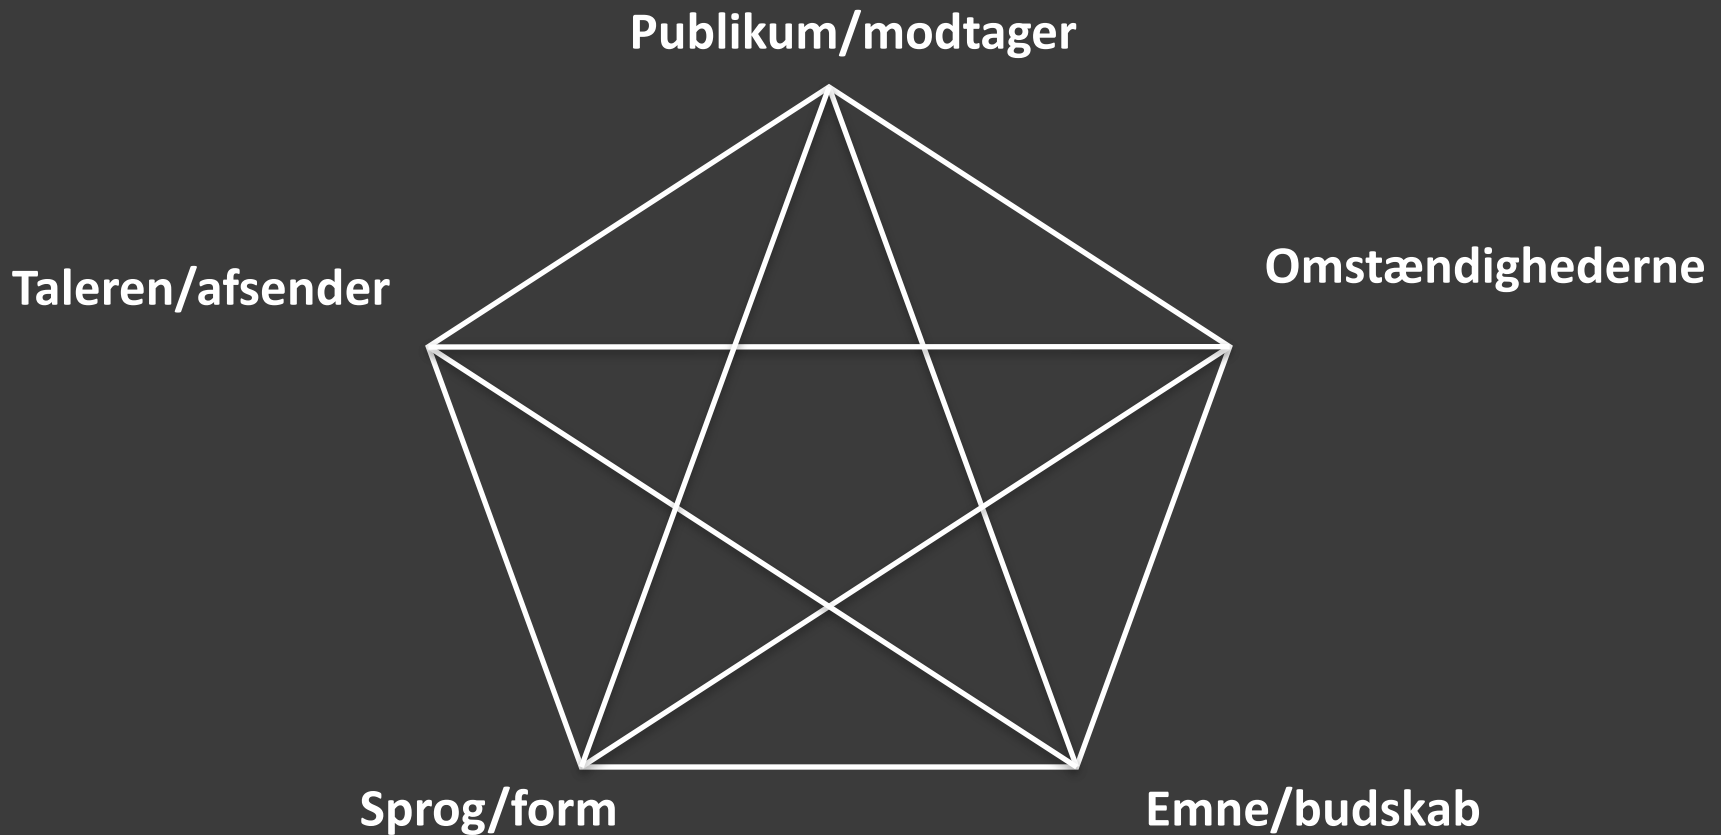 Publikum/modtager
Taleren/afsender
Omstændighederne
Sprog/form
Emne/budskab